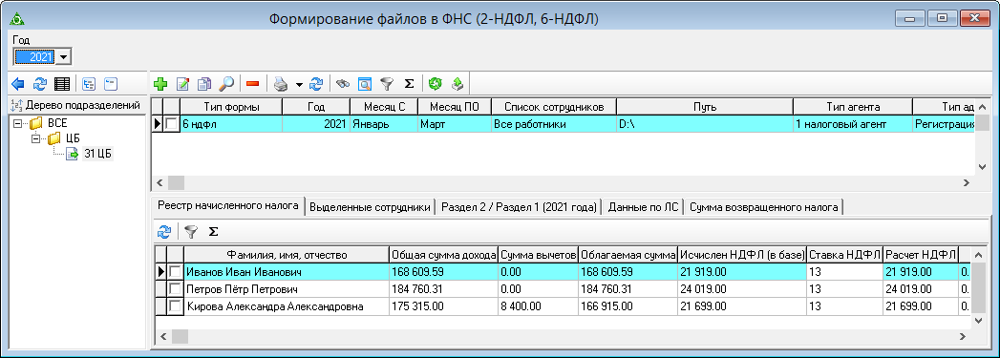 Формирование файлов в ФНС (2-НДФЛ, 6-НДФЛ)
Год
2021
Дерево подразделений
ВСЕ
ЦБ
31 ЦБ
Тип формы Год Месяц С Месяц ПО Список сотрудников Путь Тип агента Тип ад
6 ндфл 2021 Январь Март Все работники D:\ 1 налоговый агент Регистрация
Реестр начисленного налога Выделенные сотрудники Раздел 2 / Раздел 1 (2021 года) Данные по ЛС Сумма возвращенного налога
Фамилия, имя, отчество Общая сумма дохода Сумма вычетов Облагаемая сумма Исчислен НДФЛ (в базе) Ставка НДФЛ Расчет НДФЛ
Иванов Иван Иванович 168 609.59 0.00 168 609.59 21 919.00 13 21 919.00 0.
Петров Пётр Петрович 184 760.31 0.00 184 760.31 24 019.00 13 24 019.00 0.
Кирова Александра Александровна 175 315.00 8 400.00 166 915.00 21 699.00 13 21 699.00 0.